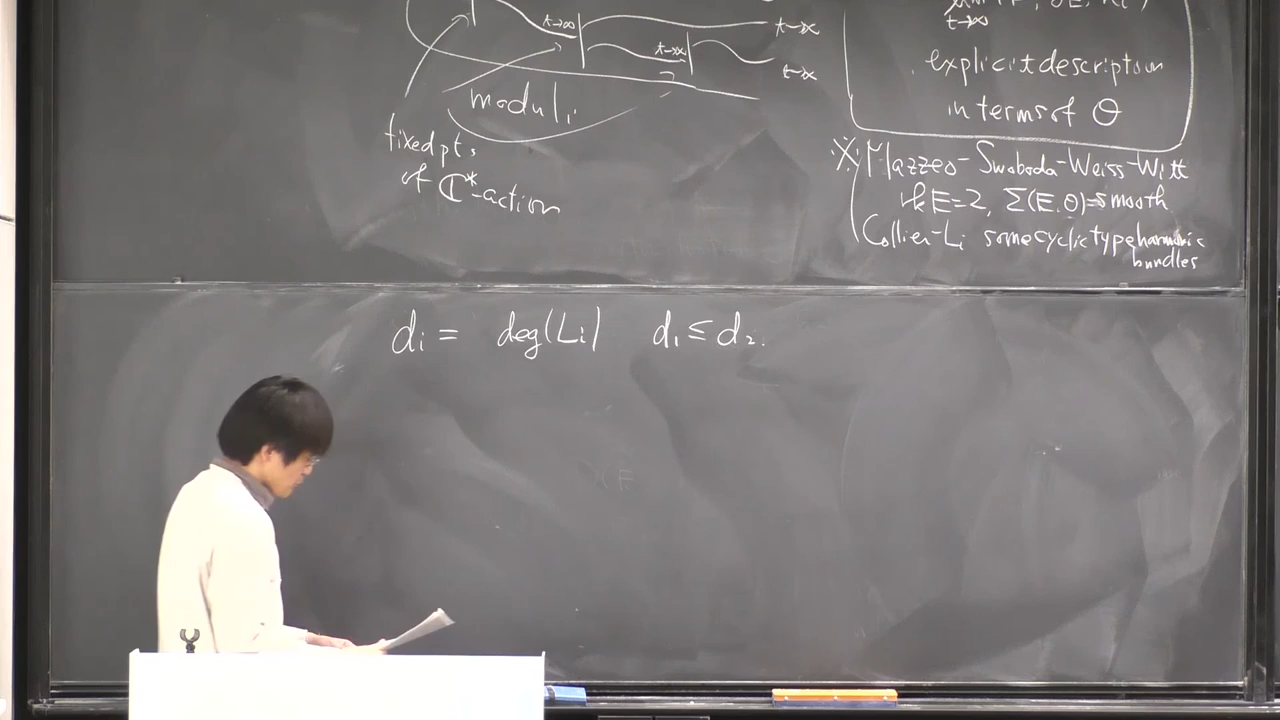 t→∞
t→∞
t→∞
t→∞
moduli
fixed pts
of ℂ*-action
t→∞
explicit description
in terms of θ
※ Mazzeo-Swoboda-Weiss-Witt
rk E=2, Σ(E,θ)=smooth
Collier-Li some cyclic type harmonic
bundles
di = deg(Li) d₁ ≤ d₂.